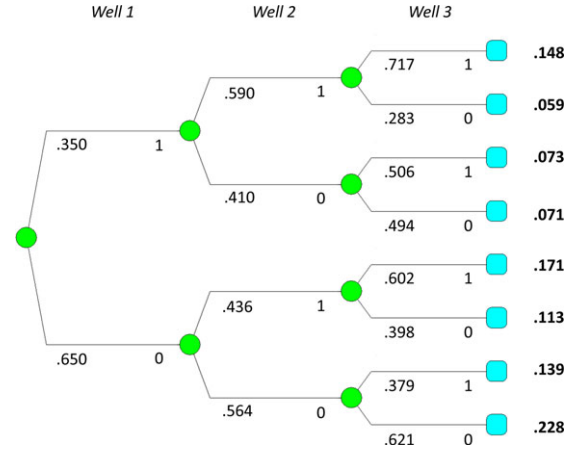 Well 1 Well 2 Well 3
.717 1 .148
.590 1
.283 0 .059
.350 1
.506 1 .073
.410 0
.494 0 .071
.602 1 .171
.436 1
.398 0 .113
.650 0
.379 1 .139
.564 0
.621 0 .228